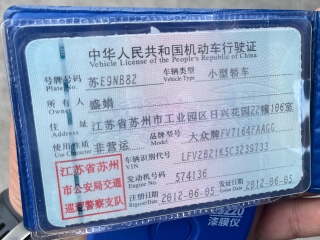 中华人民共和国机动车行驶证
Vehicle License of the People's Republic of China
号牌号码 苏E9NB82 车辆类型 小型轿车
Plate No. Vehicle Type
所有人 盛娟
Owner
住址 江苏省苏州市工业园区日兴花园22幢106室
Address
使用性质 非营运 品牌型号 大众牌FV7164FAAGG
Use Character Model
车辆识别代号 LFV2B21K5C3239733
VIN
发动机号码 574136
Engine No.
注册日期 2012-06-05 发证日期 2012-06-05
Register Date Issue Date
江苏省苏州
市公安局交通
巡逻警察支队
漆膜仪